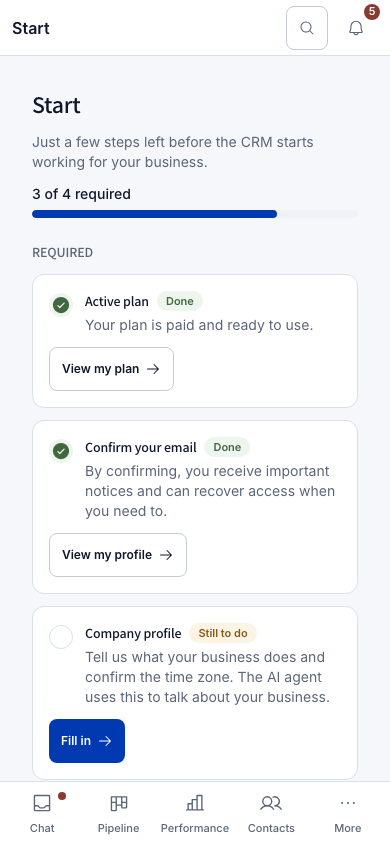 Start
5
Start
Just a few steps left before the CRM starts
working for your business.
3 of 4 required
REQUIRED
Active plan Done
Your plan is paid and ready to use.
View my plan
Confirm your email Done
By confirming, you receive important
notices and can recover access when
you need to.
View my profile
Company profile Still to do
Tell us what your business does and
confirm the time zone. The AI agent
uses this to talk about your business.
Fill in
Chat Pipeline Performance Contacts More